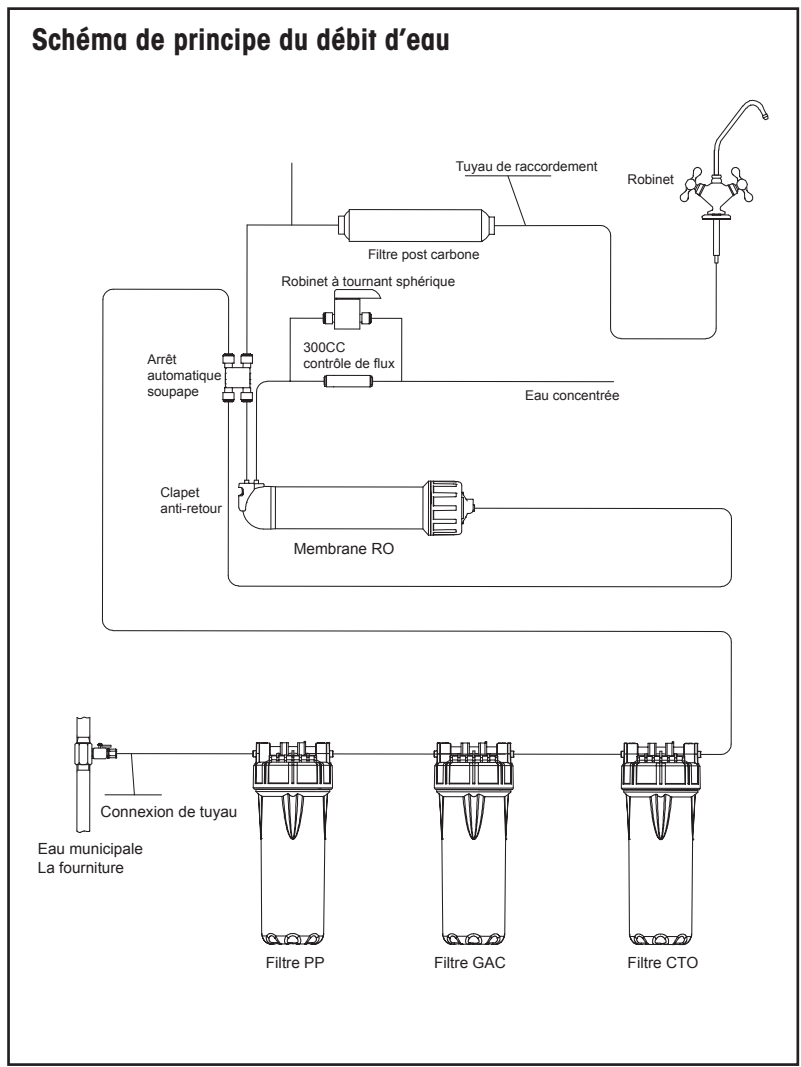 Schéma de principe du débit d'eau
Tuyau de raccordement
Robinet
Filtre post carbone
Robinet à tournant sphérique
300CC
contrôle de flux
Arrêt
automatique
soupape
Eau concentrée
Clapet
anti-retour
Membrane RO
Connexion de tuyau
Eau municipale
La fourniture
Filtre PP
Filtre GAC
Filtre CTO